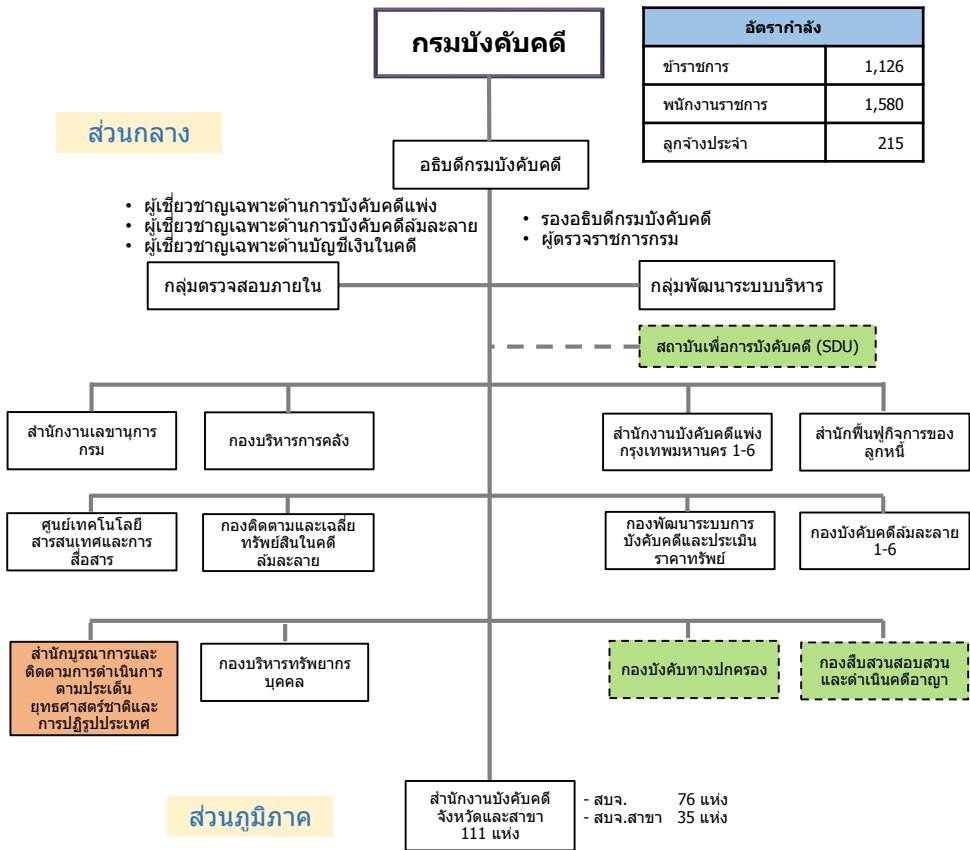 กรมบังคับคดี
อัตรากำลัง
ข้าราชการ 1,126
พนักงานราชการ 1,580
ลูกจ้างประจำ 215
ส่วนกลาง
อธิบดีกรมบังคับคดี
• ผู้เชี่ยวชาญเฉพาะด้านการบังคับคดีแพ่ง
• ผู้เชี่ยวชาญเฉพาะด้านการบังคับคดีล้มละลาย
• ผู้เชี่ยวชาญเฉพาะด้านบัญชีเงินในคดี
• รองอธิบดีกรมบังคับคดี
• ผู้ตรวจราชการกรม
กลุ่มตรวจสอบภายใน
กลุ่มพัฒนาระบบบริหาร
สถาบันเพื่อการบังคับคดี (SDU)
สำนักงานเลขานุการ
กรม
กองบริหารการคลัง
สำนักงานบังคับคดีแพ่ง
กรุงเทพมหานคร 1-6
สำนักฟื้นฟูกิจการของ
ลูกหนี้
ศูนย์เทคโนโลยี
สารสนเทศและการ
สื่อสาร
กองติดตามและเฉลี่ย
ทรัพย์สินในคดี
ล้มละลาย
กองพัฒนาระบบการ
บังคับคดีและประเมิน
ราคาทรัพย์
กองบังคับคดีล้มละลาย
1-6
สำนักบูรณาการและ
ติดตามการดำเนินการ
ตามประเด็น
ยุทธศาสตร์ชาติและ
การปฏิรูปประเทศ
กองบริหารทรัพยากร
บุคคล
กองบังคับทางปกครอง
กองสืบสวนสอบสวน
และดำเนินคดีอาญา
ส่วนภูมิภาค
สำนักงานบังคับคดี
จังหวัดและสาขา
111 แห่ง
- สบจ. 76 แห่ง
- สบจ.สาขา 35 แห่ง